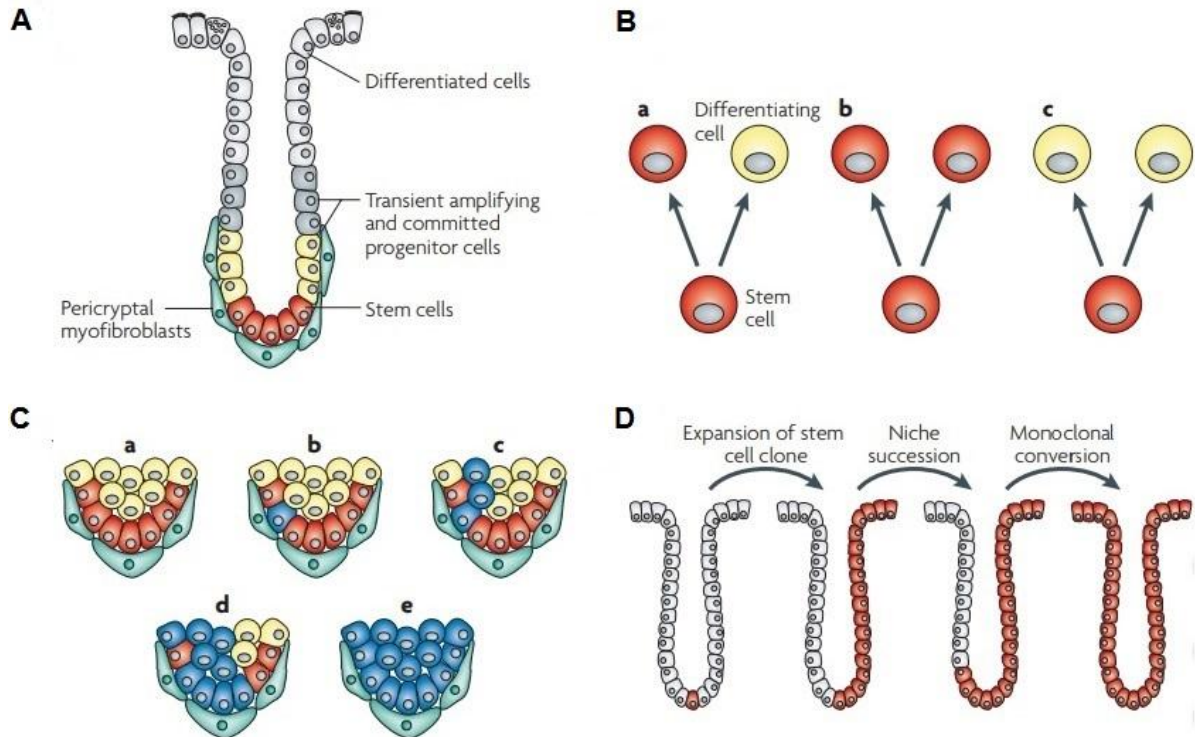 A
Differentiated cells
Transient amplifying
and committed
progenitor cells
Pericryptal
myofibroblasts
Stem cells
B
a
Differentiating
cell
b
c
Stem
cell
C
a
b
c
d
e
D
Expansion of stem
cell clone
Niche
succession
Monoclonal
conversion